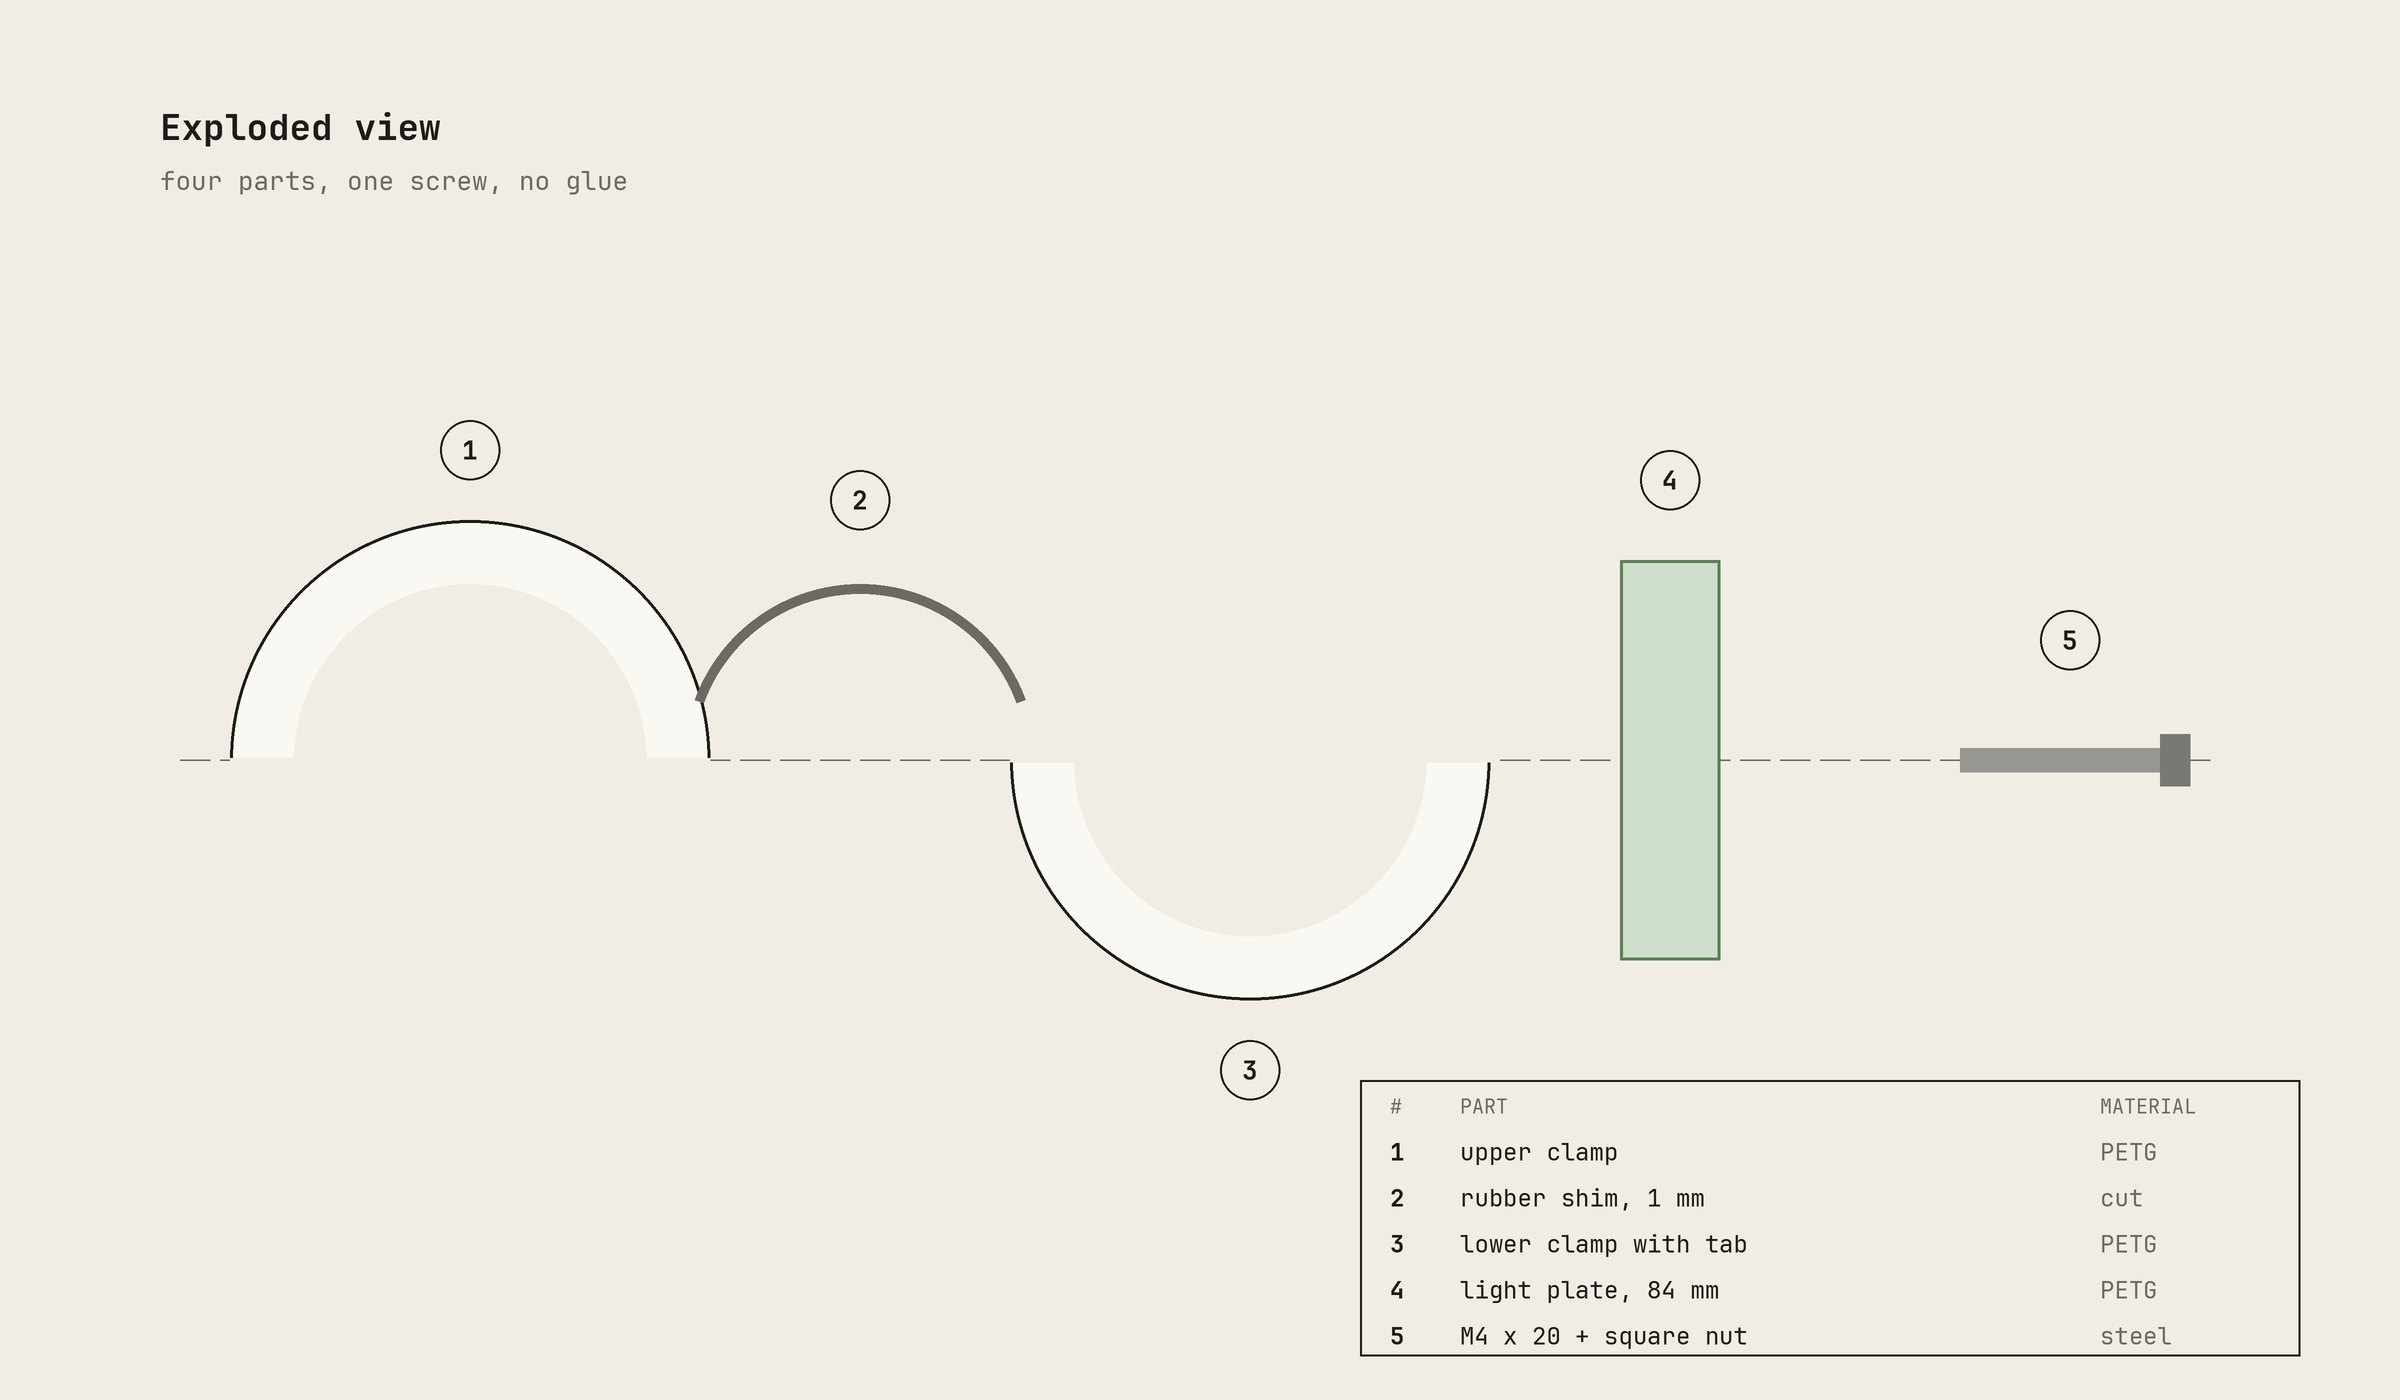 Exploded view
four parts, one screw, no glue
1
2
4
5
3
# PART MATERIAL
1 upper clamp PETG
2 rubber shim, 1 mm cut
3 lower clamp with tab PETG
4 light plate, 84 mm PETG
5 M4 x 20 + square nut steel